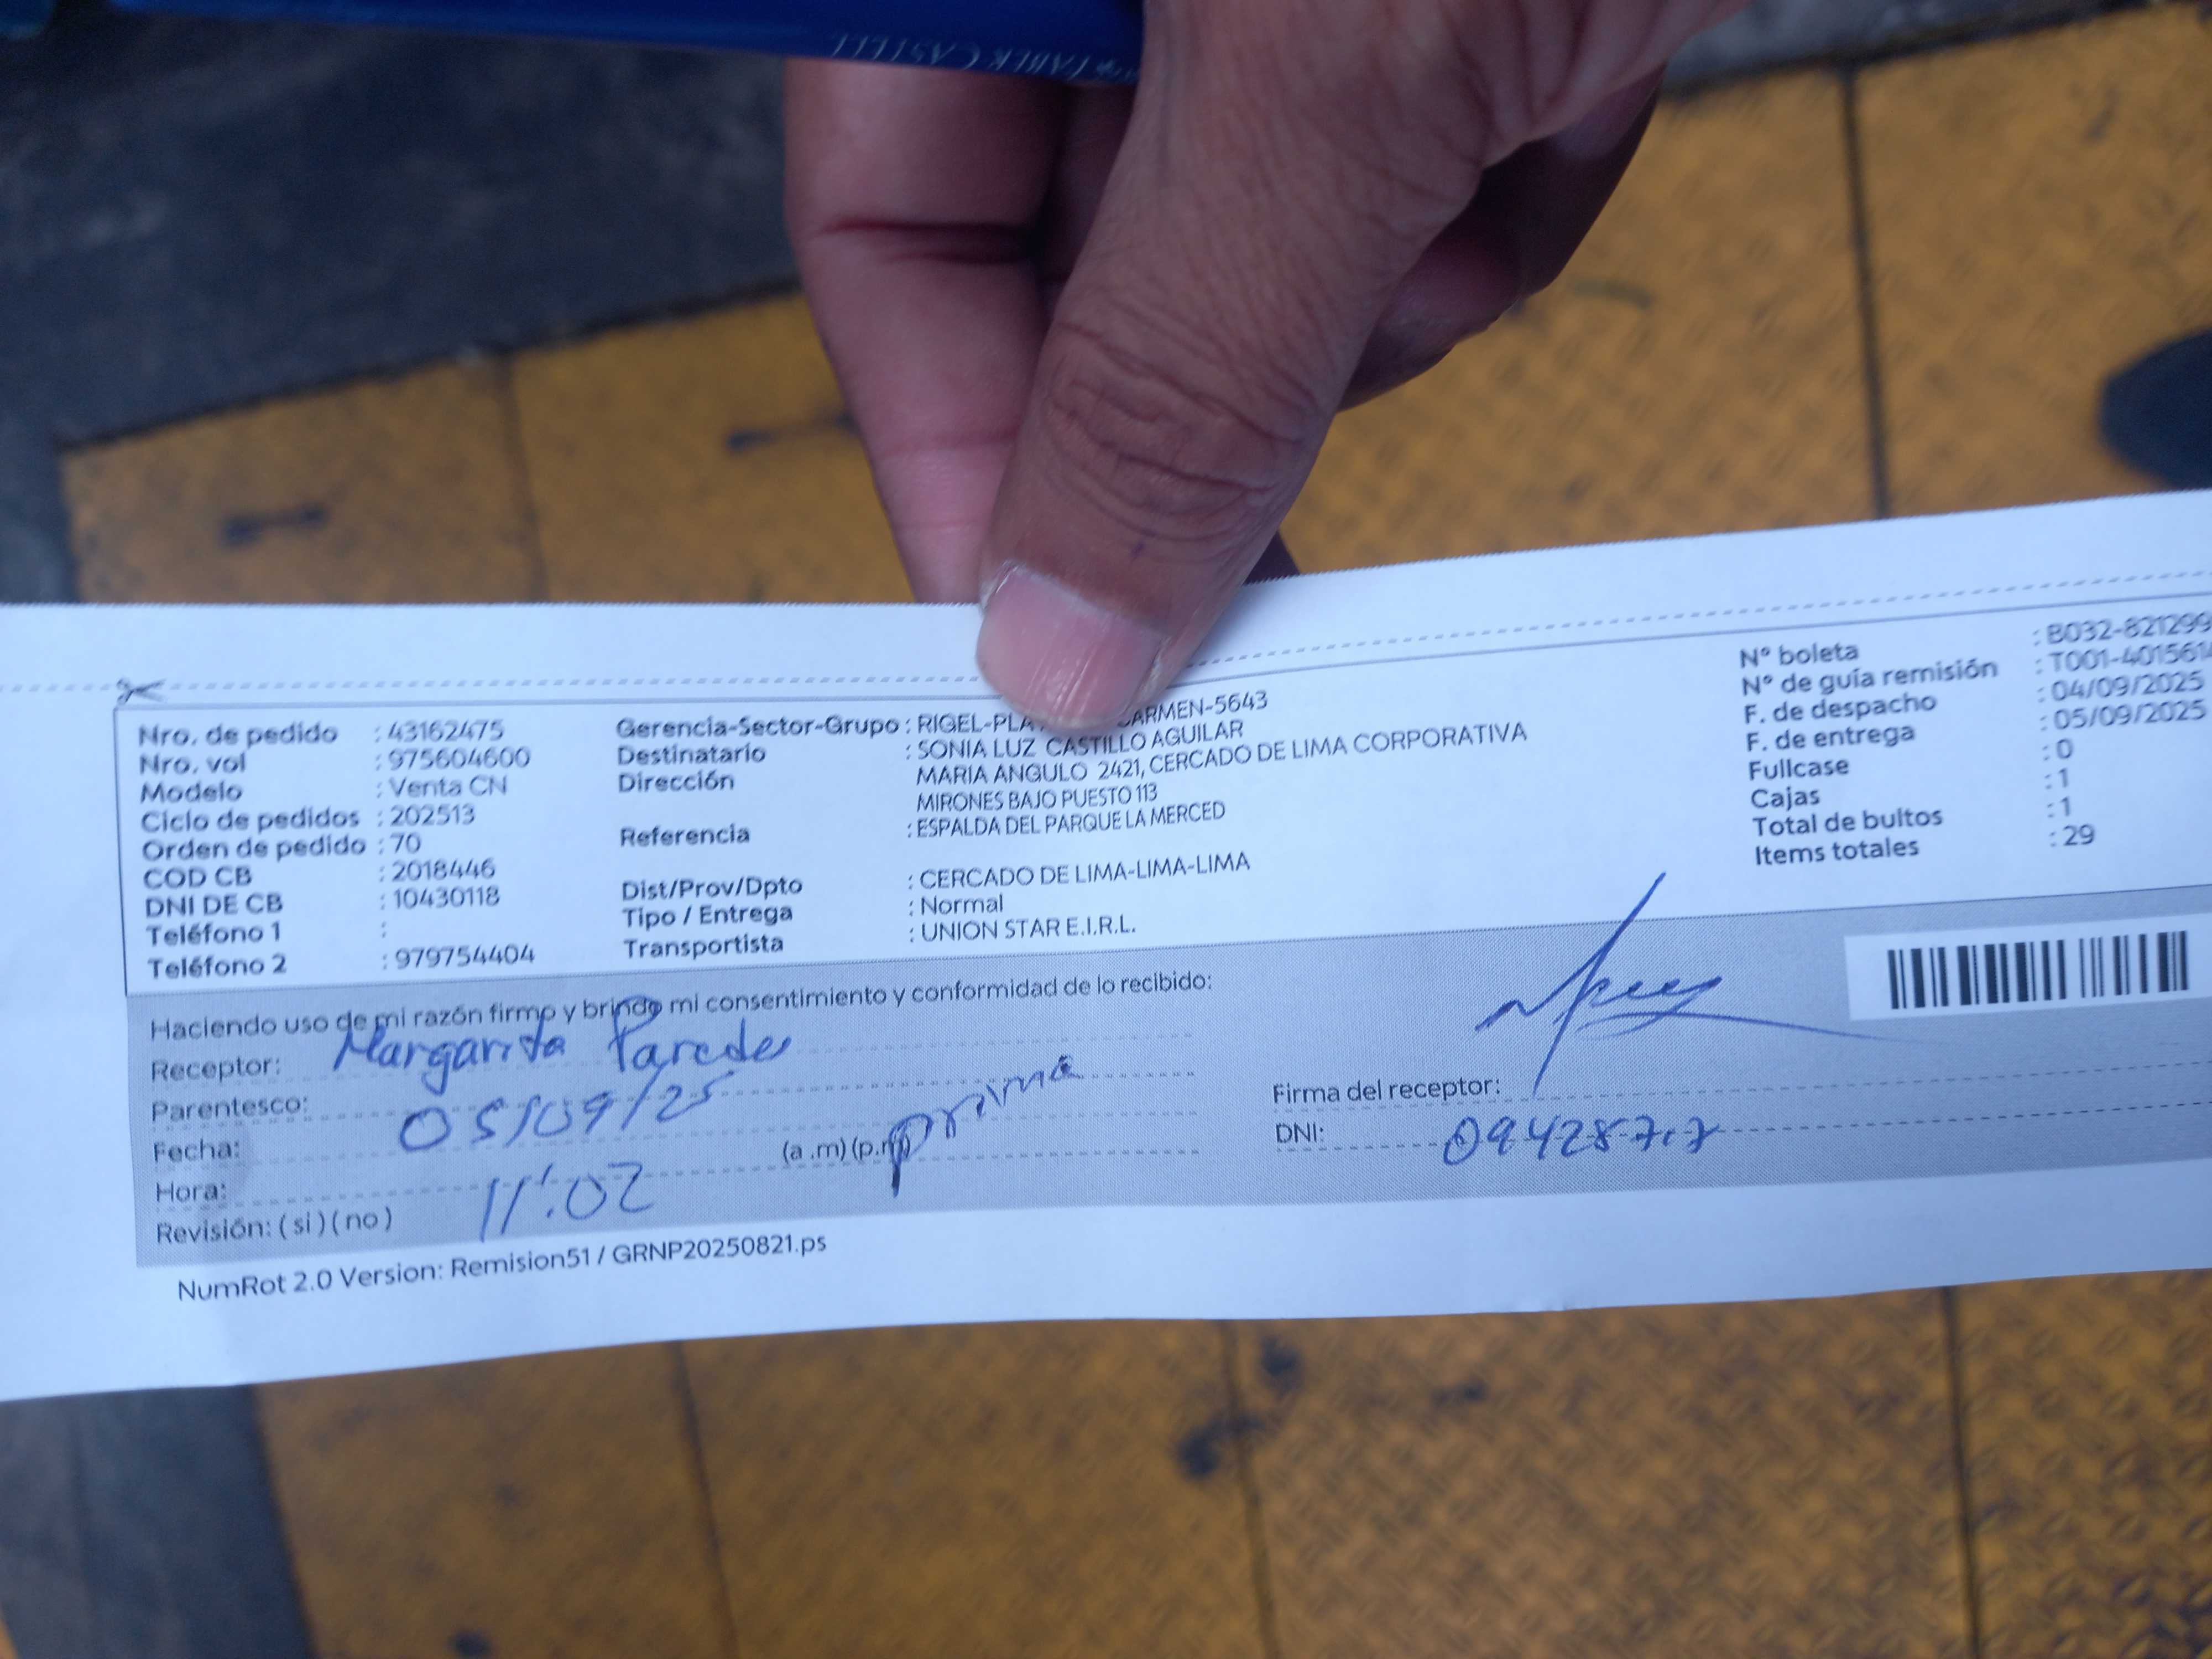 FABER CASTELL
Nro. de pedido : 43162475
Nro. vol : 975604600
Modelo : Venta CN
Ciclo de pedidos : 202513
Orden de pedido : 70
COD CB : 2018446
DNI DE CB : 10430118
Teléfono 1 :
Teléfono 2 : 979754404
Gerencia-Sector-Grupo : RIGEL-PLA ARMEN-5643
Destinatario : SONIA LUZ CASTILLO AGUILAR
Dirección MARIA ANGULO 2421, CERCADO DE LIMA CORPORATIVA
MIRONES BAJO PUESTO 113
Referencia : ESPALDA DEL PARQUE LA MERCED
Dist/Prov/Dpto : CERCADO DE LIMA-LIMA-LIMA
Tipo / Entrega : Normal
Transportista : UNION STAR E.I.R.L.
N° boleta : B032-821299
N° de guía remisión : T001-401561
F. de despacho : 04/09/2025
F. de entrega : 05/09/2025
Fullcase : 0
Cajas : 1
Total de bultos : 1
Items totales : 29
Haciendo uso de mi razón firmo y brindo mi consentimiento y conformidad de lo recibido:
Receptor: Margarita Paredes
Parentesco: prima
Fecha: 05/09/25
Hora: 11:02 (a .m) (p.m)
Revisión: ( si ) ( no )
Firma del receptor:
DNI:
NumRot 2.0 Version: Remision51 / GRNP20250821.ps